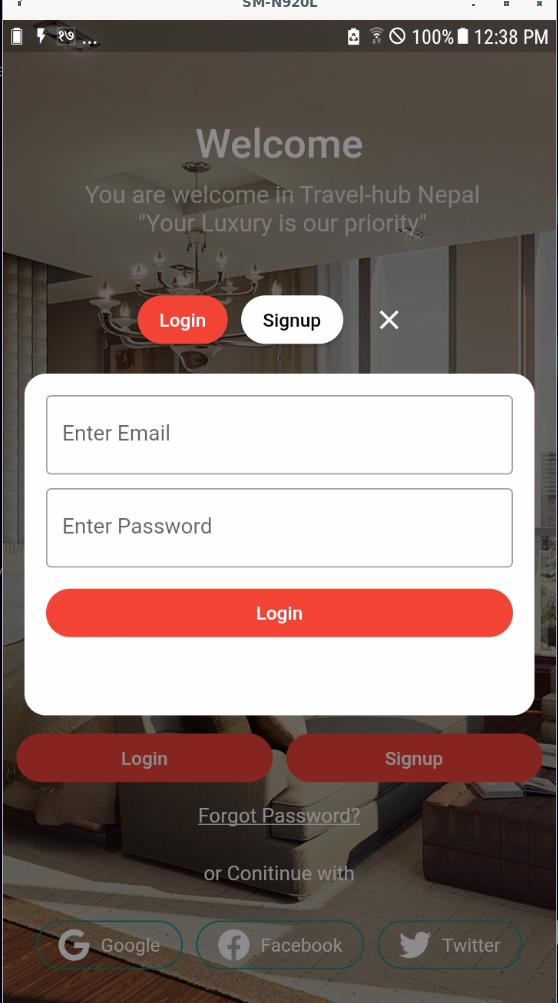 SM-N920L
१७ ... 100% 12:38 PM
Welcome
You are welcome in Travel-hub Nepal
"Your Luxury is our priority"
Login Signup
Enter Email
Enter Password
Login
Login Signup
Forgot Password?
or Conitinue with
Google Facebook Twitter